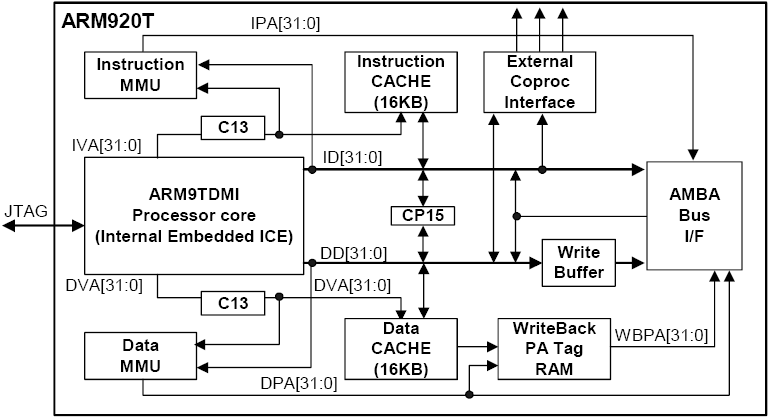 ARM920T
IPA[31:0]
Instruction
MMU
Instruction
CACHE
(16KB)
External
Coproc
Interface
C13
IVA[31:0]
ID[31:0]
ARM9TDMI
Processor core
(Internal Embedded ICE)
JTAG
CP15
AMBA
Bus
I/F
DD[31:0]
Write
Buffer
DVA[31:0]
C13
DVA[31:0]
Data
MMU
Data
CACHE
(16KB)
WriteBack
PA Tag
RAM
WBPA[31:0]
DPA[31:0]